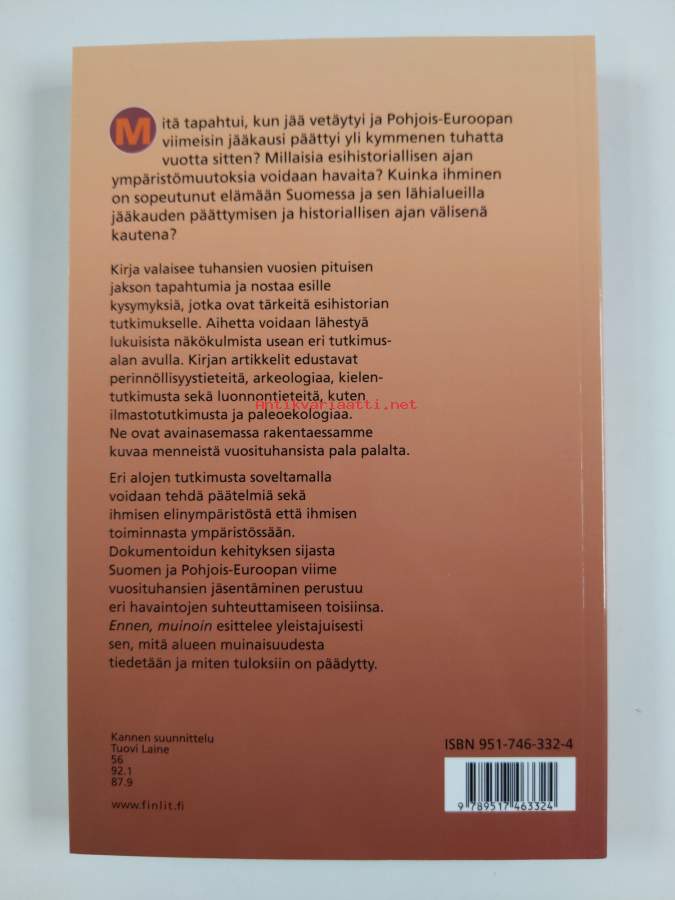 Mitä tapahtui, kun jää vetäytyi ja Pohjois-Euroopan
viimeisin jääkausi päättyi yli kymmenen tuhatta
vuotta sitten? Millaisia esihistoriallisen ajan
ympäristömuutoksia voidaan havaita? Kuinka ihminen
on sopeutunut elämään Suomessa ja sen lähialueilla
jääkauden päättymisen ja historiallisen ajan välisenä
kautena?
Kirja valaisee tuhansien vuosien pituisen
jakson tapahtumia ja nostaa esille
kysymyksiä, jotka ovat tärkeitä esihistorian
tutkimukselle. Aihetta voidaan lähestyä
lukuisista näkökulmista usean eri tutkimus-
alan avulla. Kirjan artikkelit edustavat
perinnöllisyystieteitä, arkeologiaa, kielen-
tutkimusta sekä luonnontieteitä, kuten
Antikvariaatti.net
ilmastotutkimusta ja paleoekologiaa.
Ne ovat avainasemassa rakentaessamme
kuvaa menneistä vuosituhansista pala palalta.
Eri alojen tutkimusta soveltamalla
voidaan tehdä päätelmiä sekä
ihmisen elinympäristöstä että ihmisen
toiminnasta ympäristössään.
Dokumentoidun kehityksen sijasta
Suomen ja Pohjois-Euroopan viime
vuosituhansien jäsentäminen perustuu
eri havaintojen suhteuttamiseen toisiinsa.
Ennen, muinoin esittelee yleistajuisesti
sen, mitä alueen muinaisuudesta
tiedetään ja miten tuloksiin on päädytty.
Kannen suunnittelu
Tuovi Laine
56
92.1
87.9
www.finlit.fi
ISBN 951-746-332-4
9 789517 463324